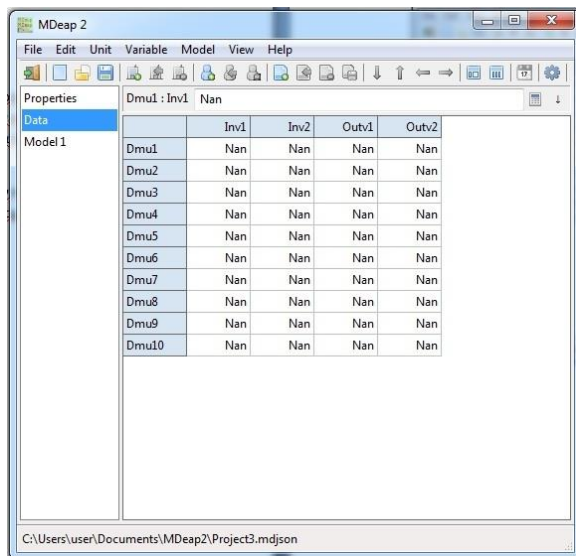 MDeap 2
File Edit Unit Variable Model View Help
Properties
Data
Model 1
Dmu1 : Inv1 Nan
Inv1 Inv2 Outv1 Outv2
Dmu1 Nan Nan Nan Nan
Dmu2 Nan Nan Nan Nan
Dmu3 Nan Nan Nan Nan
Dmu4 Nan Nan Nan Nan
Dmu5 Nan Nan Nan Nan
Dmu6 Nan Nan Nan Nan
Dmu7 Nan Nan Nan Nan
Dmu8 Nan Nan Nan Nan
Dmu9 Nan Nan Nan Nan
Dmu10 Nan Nan Nan Nan
C:\Users\user\Documents\MDeap2\Project3.mdjson